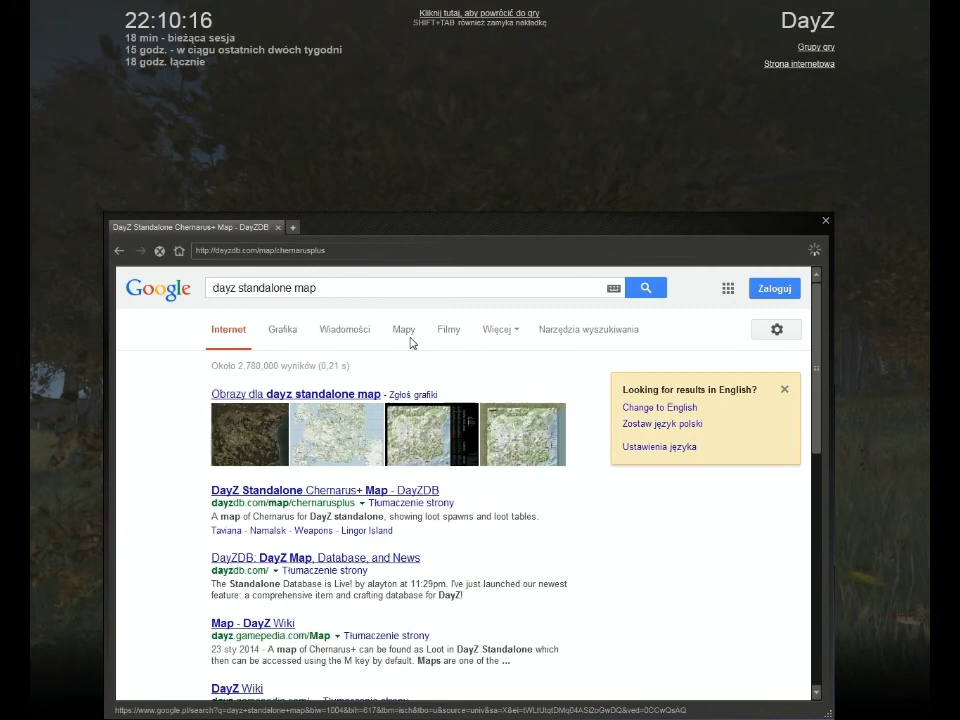 22:10:16
18 min - bieżąca sesja
15 godz. - w ciągu ostatnich dwóch tygodni
18 godz. łącznie
Kliknij tutaj, aby powrócić do gry
SHIFT+TAB również zamyka nakładkę
DayZ
Grupy gry
Strona internetowa
DayZ Standalone Chernarus+ Map - DayZDB
http://dayzdb.com/map/chernarusplus
Google
dayz standalone map
Zaloguj
Internet Grafika Wiadomości Mapy Filmy Więcej Narzędzia wyszukiwania
Około 2,780,000 wyników (0,21 s)
Obrazy dla dayz standalone map - Zgłoś grafiki
Looking for results in English?
Change to English
Zostaw język polski
Ustawienia języka
DayZ Standalone Chernarus+ Map - DayZDB
dayzdb.com/map/chernarusplus Tłumaczenie strony
A map of Chernarus for DayZ standalone, showing loot spawns and loot tables.
Taviana - Namalsk - Weapons - Lingor Island
DayZDB: DayZ Map, Database, and News
dayzdb.com/ Tłumaczenie strony
The Standalone Database is Live! by alayton at 11:29pm. I've just launched our newest
feature: a comprehensive item and crafting database for DayZ!
Map - DayZ Wiki
dayz.gamepedia.com/Map Tłumaczenie strony
23 sty 2014 - A map of Chernarus+ can be found as Loot in DayZ Standalone which
then can be accessed using the M key by default. Maps are one of the ...
DayZ Wiki